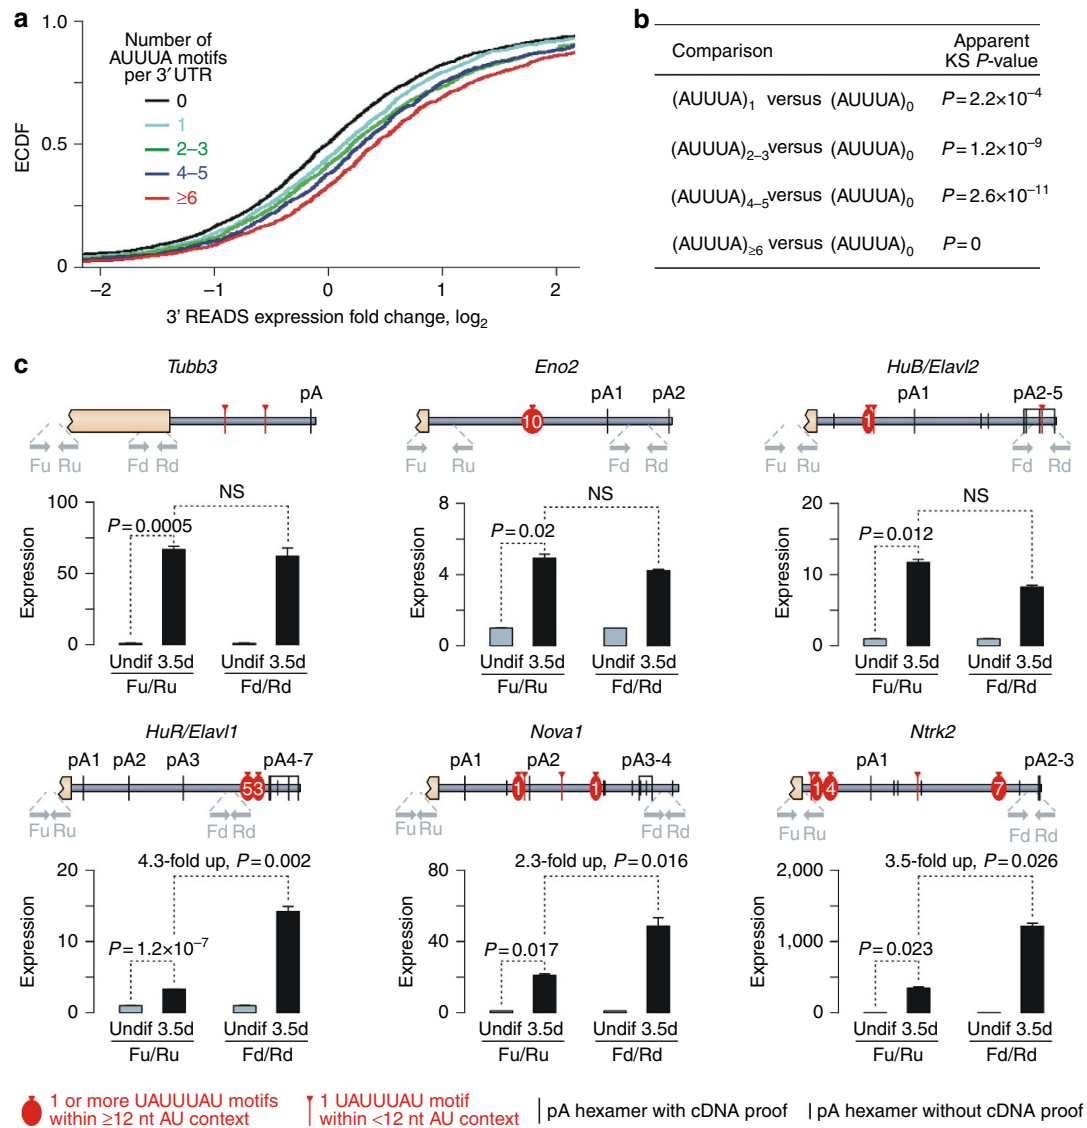 a
1.0
0.5
0
ECDF
Number of
AUUUA motifs
per 3′ UTR
0
1
2–3
4–5
≥6
−2 −1 0 1 2
3' READS expression fold change, log2
b
Comparison Apparent KS P-value
(AUUUA)1 versus (AUUUA)0 P=2.2×10−4
(AUUUA)2–3 versus (AUUUA)0 P=1.2×10−9
(AUUUA)4–5 versus (AUUUA)0 P=2.6×10−11
(AUUUA)≥6 versus (AUUUA)0 P=0
c
Tubb3
pA
Fu Ru Fd Rd
Expression
100
50
0
P=0.0005
NS
Undif 3.5d Undif 3.5d
Fu/Ru Fd/Rd
Eno2
10
pA1 pA2
Fu Ru Fd Rd
Expression
8
4
0
P=0.02
NS
Undif 3.5d Undif 3.5d
Fu/Ru Fd/Rd
HuB/Elavl2
1
pA1 pA2-5
Fu Ru Fd Rd
Expression
20
10
0
P=0.012
NS
Undif 3.5d Undif 3.5d
Fu/Ru Fd/Rd
HuR/Elavl1
pA1 pA2 pA3 pA4-7
5 3
Fu Ru Fd Rd
Expression
20
10
0
P=1.2×10−7
4.3-fold up, P=0.002
Undif 3.5d Undif 3.5d
Fu/Ru Fd/Rd
Nova1
pA1 pA2 pA3-4
1 1
Fu Ru Fd Rd
Expression
80
40
0
P=0.017
2.3-fold up, P=0.016
Undif 3.5d Undif 3.5d
Fu/Ru Fd/Rd
Ntrk2
pA1 pA2-3
1 4 7
Fu Ru Fd Rd
Expression
2,000
1,000
0
P=0.023
3.5-fold up, P=0.026
Undif 3.5d Undif 3.5d
Fu/Ru Fd/Rd
1 or more UAUUUAU motifs
within ≥12 nt AU context
1 UAUUUAU motif
within <12 nt AU context
pA hexamer with cDNA proof
pA hexamer without cDNA proof